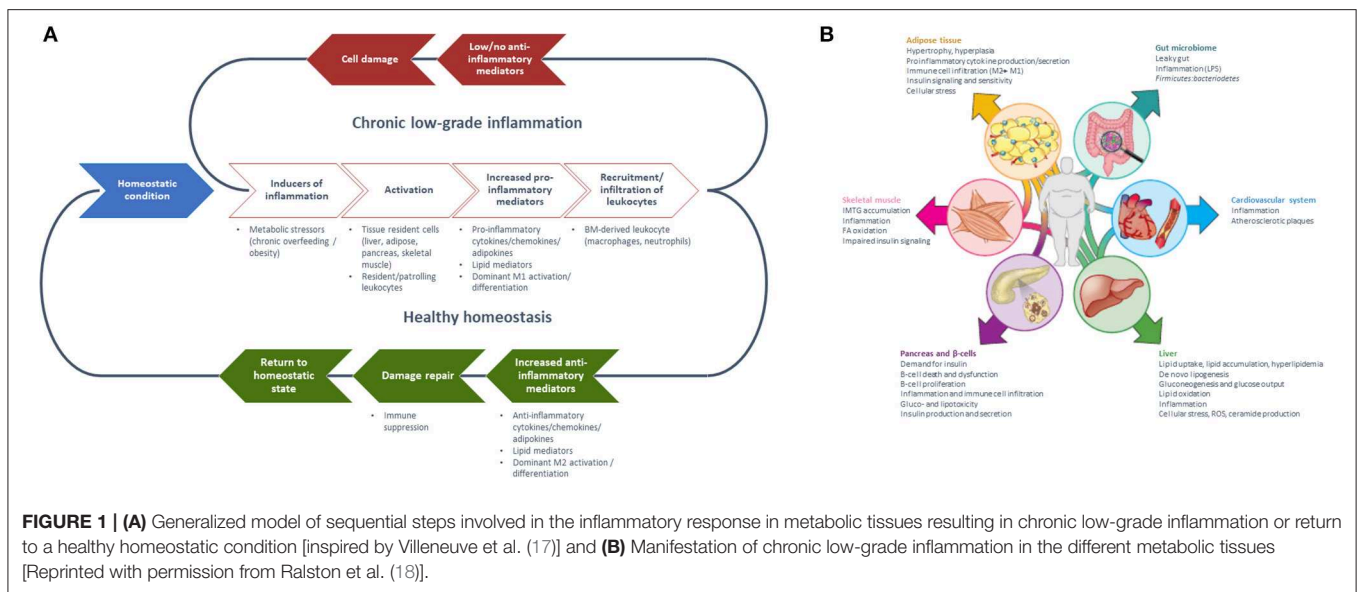 A
Cell damage
Low/no anti-
inflammatory
mediators
Chronic low-grade inflammation
Homeostatic
condition
Inducers of
inflammation
Activation
Increased pro-
inflammatory
mediators
Recruitment/
infiltration of
leukocytes
• Metabolic stressors
(chronic overfeeding /
obesity)
• Tissue resident cells
(liver, adipose,
pancreas, skeletal
muscle)
• Resident/patrolling
leukocytes
• Pro-inflammatory
cytokines/chemokines/
adipokines
• Lipid mediators
• Dominant M1 activation/
differentiation
• BM-derived leukocyte
(macrophages, neutrophils)
Healthy homeostasis
Return to
homeostatic
state
Damage repair
Increased anti-
inflammatory
mediators
• Immune
suppression
• Anti-inflammatory
cytokines/chemokines/
adipokines
• Lipid mediators
• Dominant M2 activation /
differentiation
B
Adipose tissue
Hypertrophy, hyperplasia
Proinflammatory cytokine production/secretion
Immune cell infiltration (M2► M1)
Insulin signaling and sensitivity
Cellular stress
Gut microbiome
Leaky gut
Inflammation (LPS)
Firmicutes:bacteriodetes
Skeletal muscle
IMTG accumulation
Inflammation
FA oxidation
Impaired insulin signaling
Cardiovascular system
Inflammation
Atherosclerotic plaques
Pancreas and β-cells
Demand for insulin
B-cell death and dysfunction
B-cell proliferation
Inflammation and immune cell infiltration
Gluco- and lipotoxicity
Insulin production and secretion
Liver
Lipid uptake, lipid accumulation, hyperlipidemia
De novo lipogenesis
Gluconeogenesis and glucose output
Lipid oxidation
Inflammation
Cellular stress, ROS, ceramide production
FIGURE 1 | (A) Generalized model of sequential steps involved in the inflammatory response in metabolic tissues resulting in chronic low-grade inflammation or return
to a healthy homeostatic condition [inspired by Villeneuve et al. (17)] and (B) Manifestation of chronic low-grade inflammation in the different metabolic tissues
[Reprinted with permission from Ralston et al. (18)].